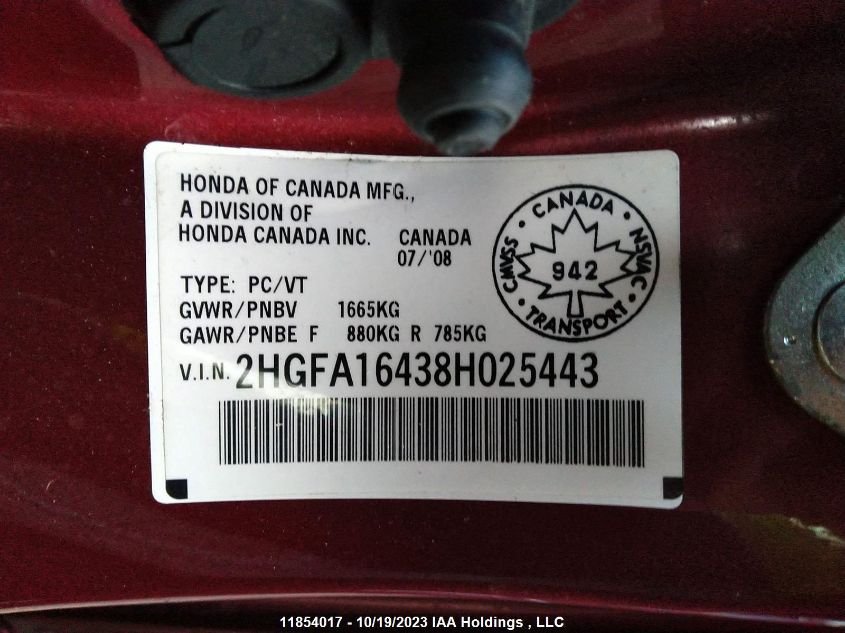 HONDA OF CANADA MFG.,
A DIVISION OF
HONDA CANADA INC. CANADA
07/'08
TYPE: PC/VT
GVWR/PNBV 1665KG
GAWR/PNBE F 880KG R 785KG
V.I.N. 2HGFA16438H025443
• CANADA •
CMVSS
NSVAC
942
• TRANSPORT •
11854017 - 10/19/2023 IAA Holdings , LLC